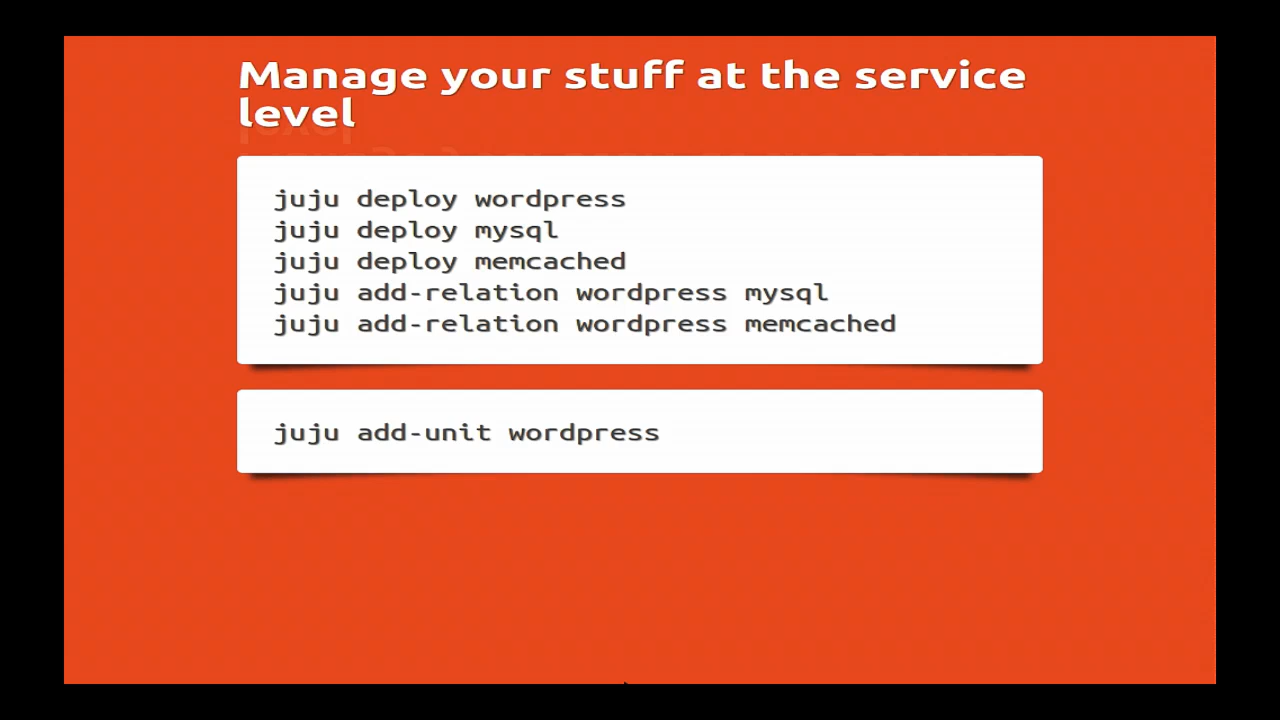 Manage your stuff at the service
level
juju deploy wordpress
juju deploy mysql
juju deploy memcached
juju add-relation wordpress mysql
juju add-relation wordpress memcached
juju add-unit wordpress